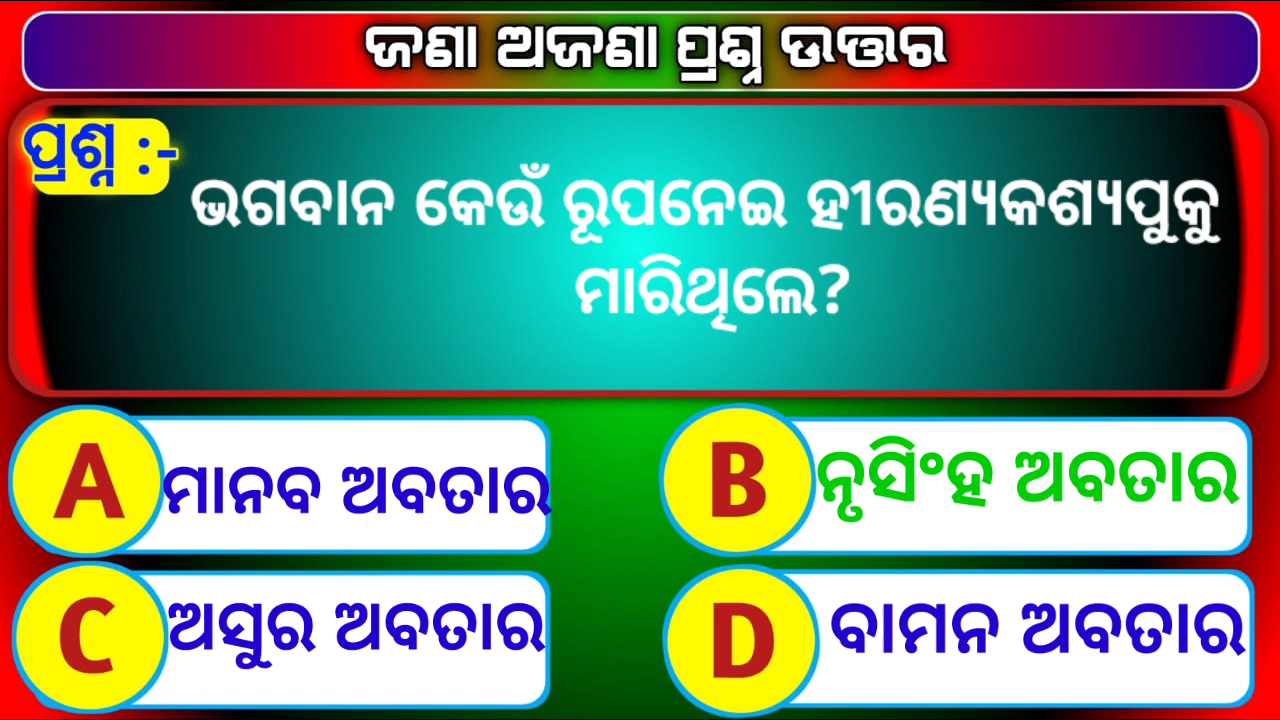 ଜଣା ଅଜଣା ପ୍ରଶ୍ନ ଉତ୍ତର
ପ୍ରଶ୍ନ :-
ଭଗବାନ କେଉଁ ରୂପନେଇ ହୀରଣ୍ୟକଶ୍ୟପୁକୁ
ମାରିଥିଲେ?
A ମାନବ ଅବତାର
B ନୃସିଂହ ଅବତାର
C ଅସୁର ଅବତାର
D ବାମନ ଅବତାର